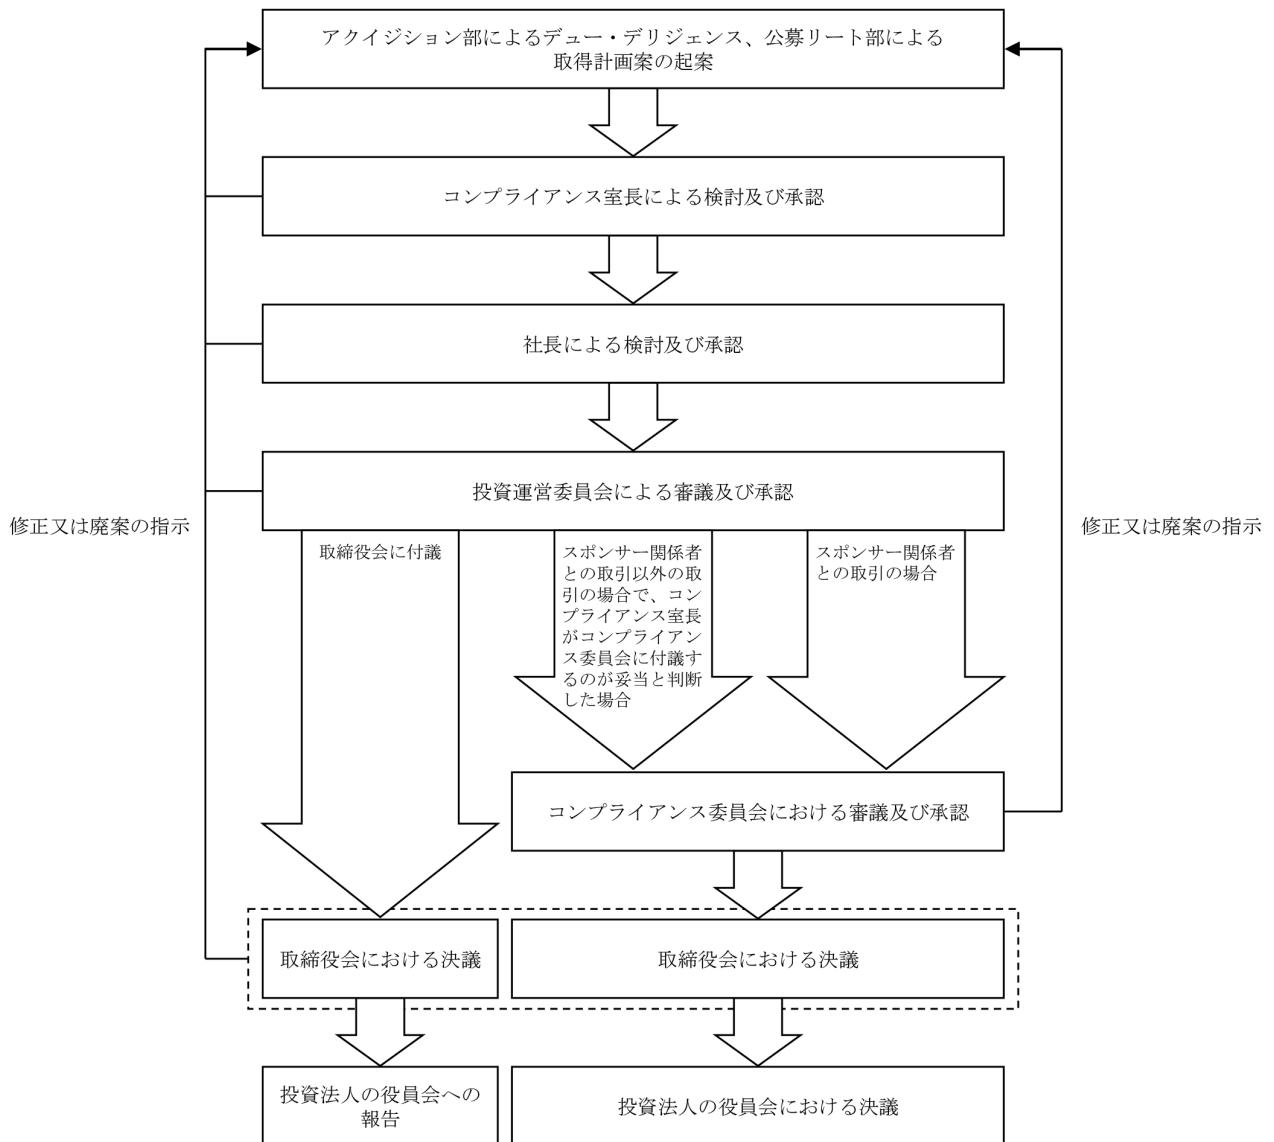 アクイジション部によるデュー・デリジェンス、公募リート部による
取得計画案の起案
コンプライアンス室長による検討及び承認
社長による検討及び承認
投資運営委員会による審議及び承認
修正又は廃案の指示
修正又は廃案の指示
取締役会に付議
スポンサー関係者
との取引以外の取
引の場合で、コン
プライアンス室長
がコンプライアン
ス委員会に付議す
るのが妥当と判断
した場合
スポンサー関係者
との取引の場合
コンプライアンス委員会における審議及び承認
取締役会における決議
取締役会における決議
投資法人の役員会への
報告
投資法人の役員会における決議